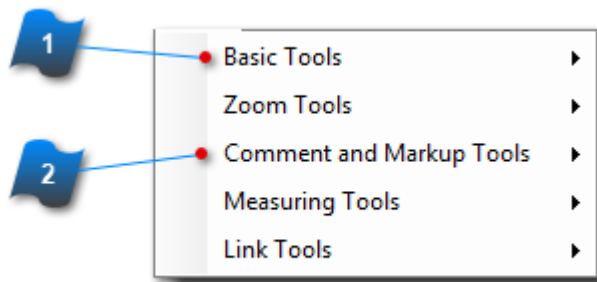 1
Basic Tools
Zoom Tools
2
Comment and Markup Tools
Measuring Tools
Link Tools